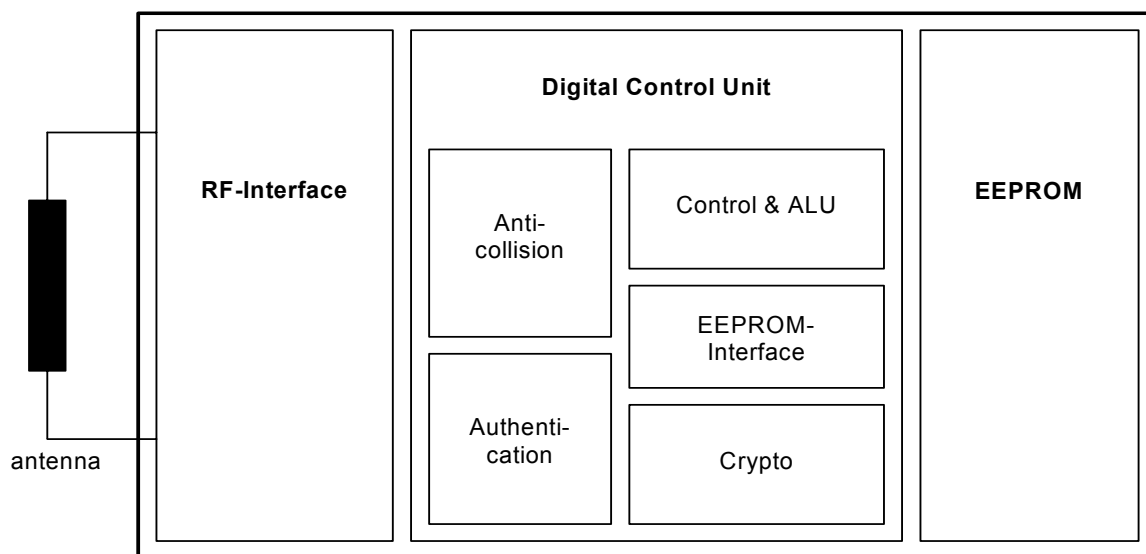 Digital Control Unit
RF-Interface
EEPROM
Anti-
collision
Control & ALU
EEPROM-
Interface
Authenti-
cation
Crypto
antenna